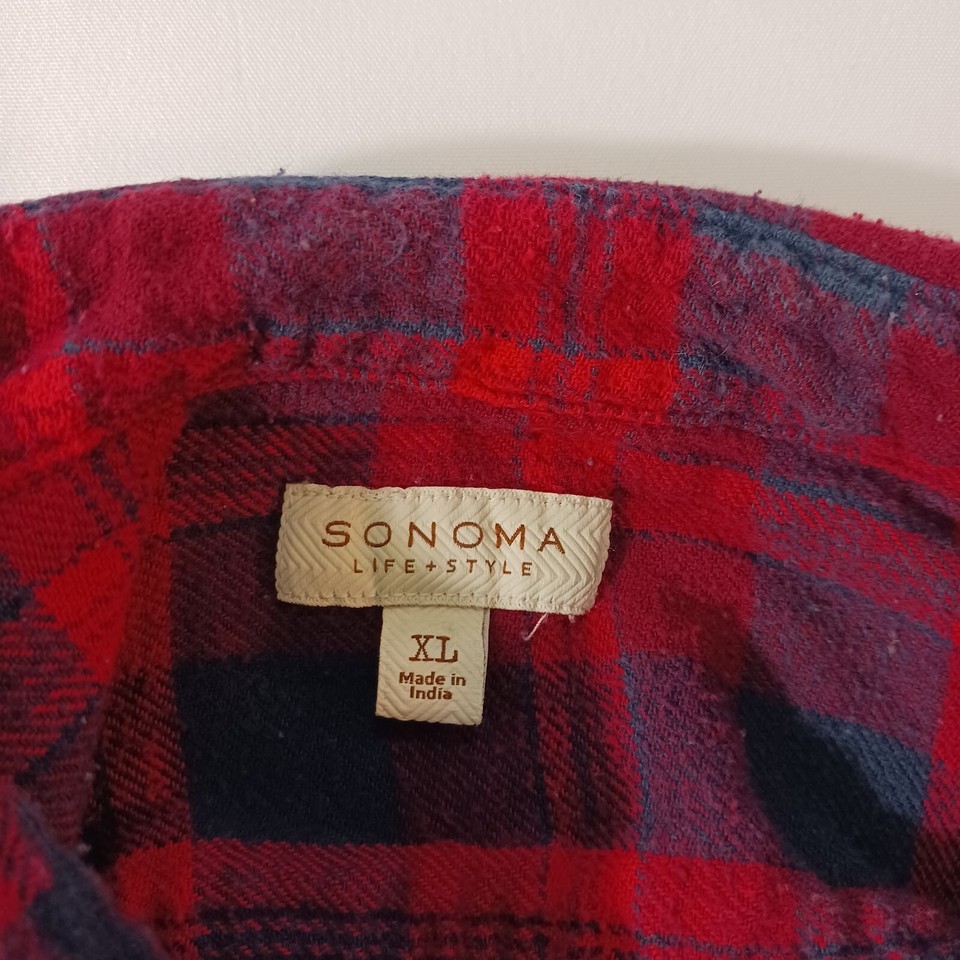 SONOMA
LIFE+STYLE
XL
Made in
India